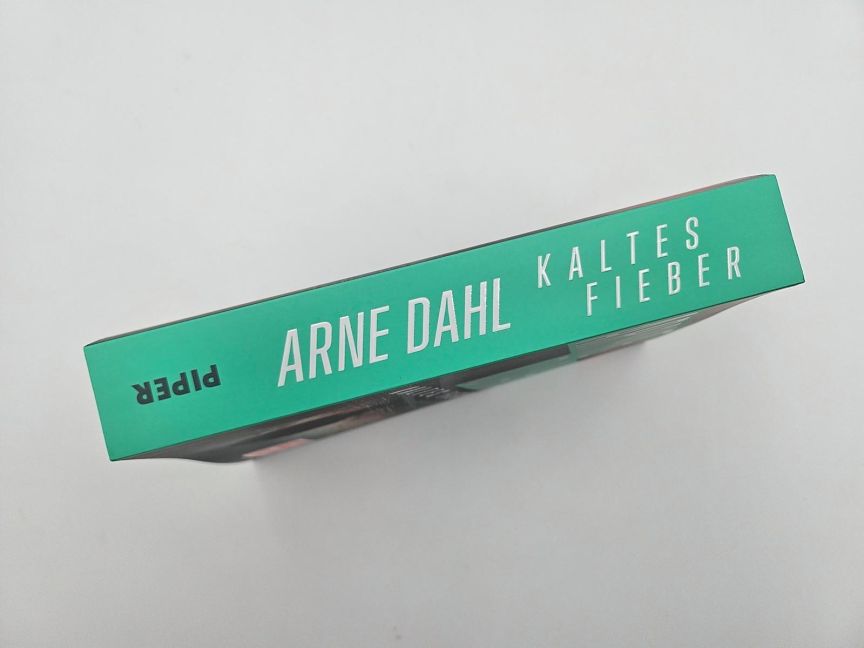 PIPER
ARNE DAHL
KALTES
FIEBER